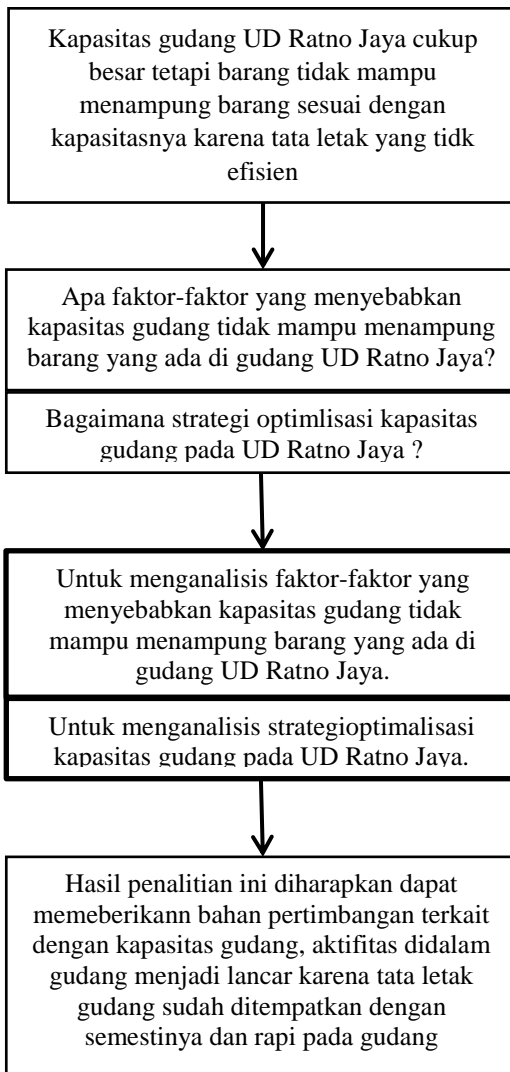 Kapasitas gudang UD Ratno Jaya cukup
besar tetapi barang tidak mampu
menampung barang sesuai dengan
kapasitasnya karena tata letak yang tidk
efisien
Apa faktor-faktor yang menyebabkan
kapasitas gudang tidak mampu menampung
barang yang ada di gudang UD Ratno Jaya?
Bagaimana strategi optimlisasi kapasitas
gudang pada UD Ratno Jaya ?
Untuk menganalisis faktor-faktor yang
menyebabkan kapasitas gudang tidak
mampu menampung barang yang ada di
gudang UD Ratno Jaya.
Untuk menganalisis strategioptimalisasi
kapasitas gudang pada UD Ratno Jaya.
Hasil penalitian ini diharapkan dapat
memeberikann bahan pertimbangan terkait
dengan kapasitas gudang, aktifitas didalam
gudang menjadi lancar karena tata letak
gudang sudah ditempatkan dengan
semestinya dan rapi pada gudang